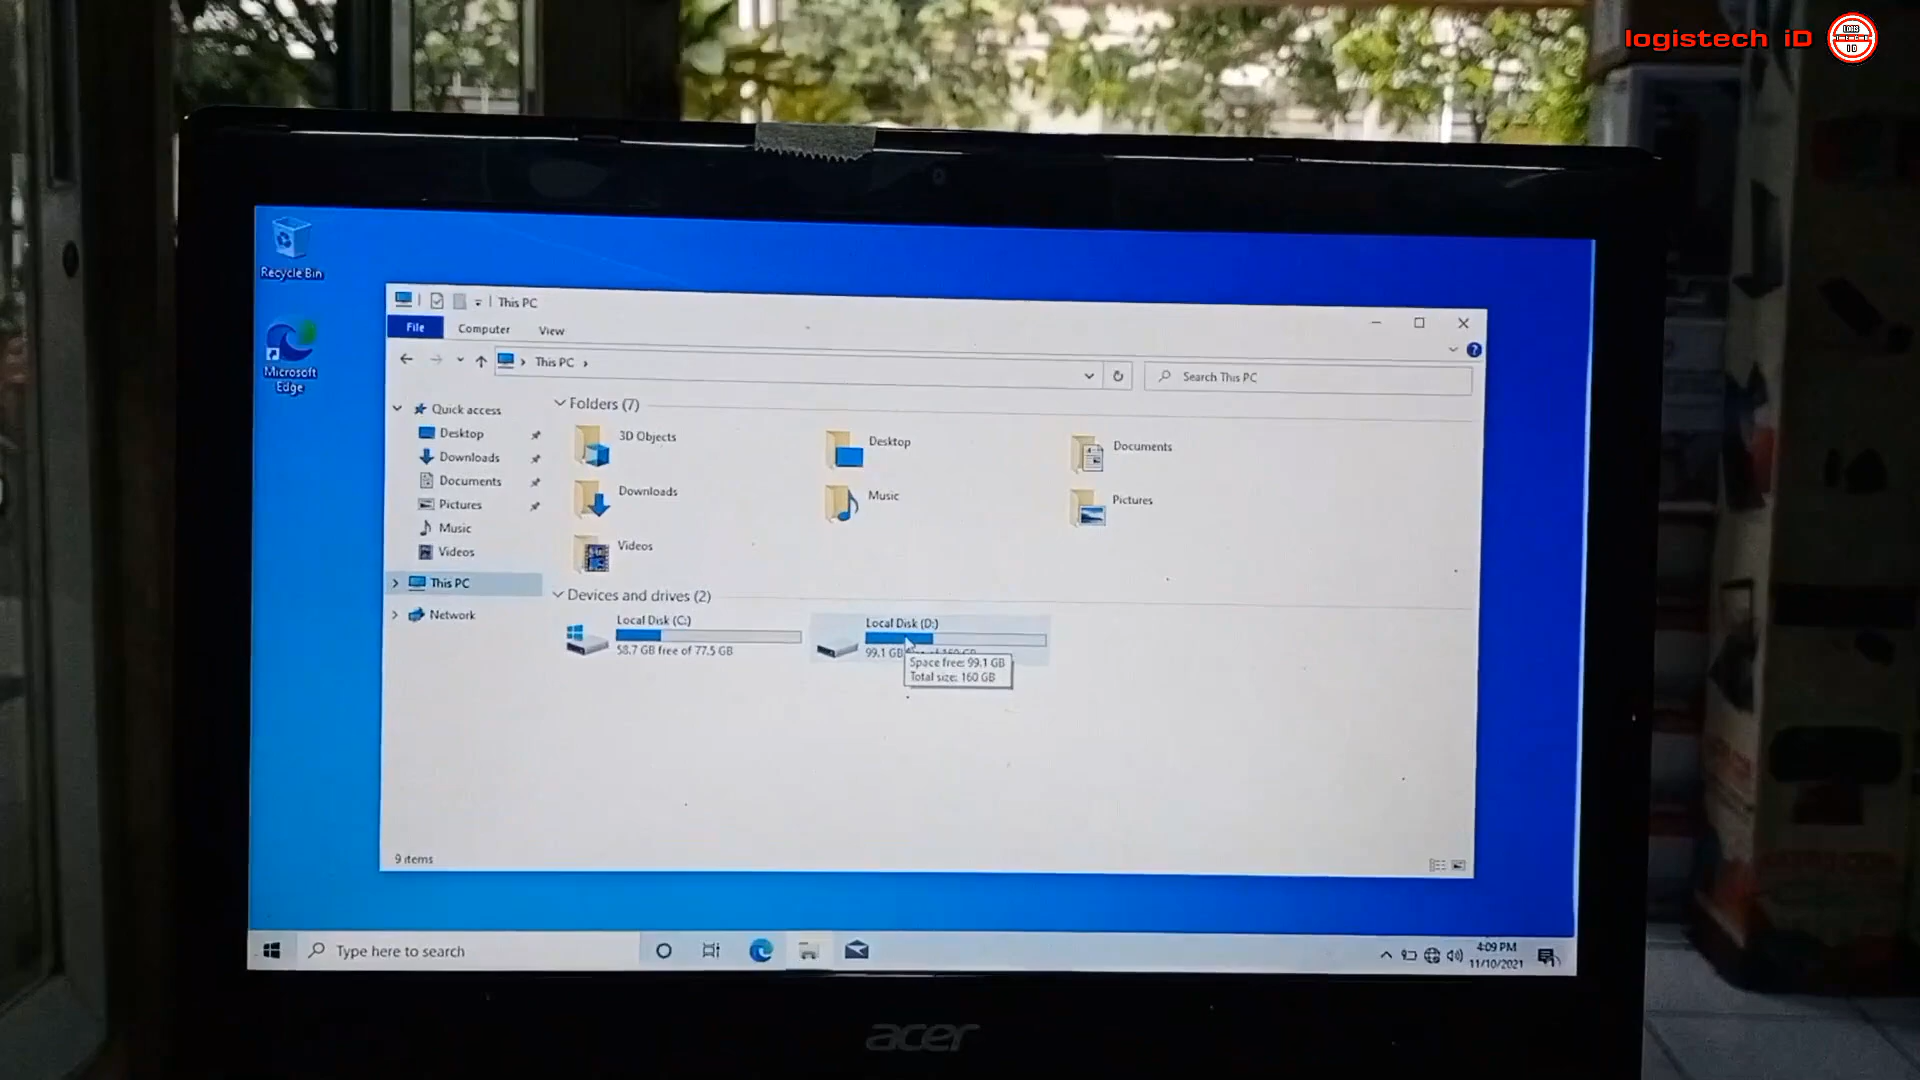 logistech iD
Recycle Bin
Microsoft
Edge
This PC
File
Computer
View
This PC
Search This PC
Quick access
Desktop
Downloads
Documents
Pictures
Music
Videos
This PC
Network
Folders (7)
3D Objects
Desktop
Documents
Downloads
Music
Pictures
Videos
Devices and drives (2)
Local Disk (C:)
58.7 GB free of 77.5 GB
Local Disk (D:)
99.1 GB
Space free: 99.1 GB
Total size: 160 GB
9 items
Type here to search
4:09 PM
11/10/2021
acer